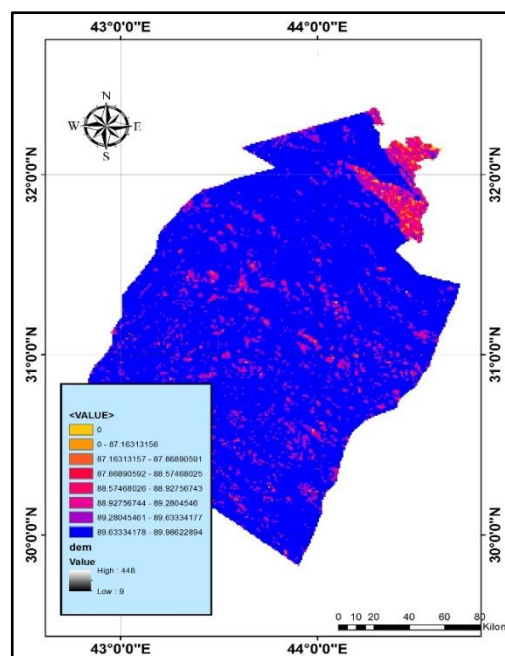 43°0'0"E 44°0'0"E
N
W E
S
32°0'0"N 32°0'0"N
31°0'0"N 31°0'0"N
30°0'0"N 30°0'0"N
<VALUE>
0
0 - 87.16313156
87.16313157 - 87.86890591
87.86890592 - 88.57468025
88.57468026 - 88.92756743
88.92756744 - 89.2804546
89.28045461 - 89.63334177
89.63334178 - 89.98622894
dem
Value
High : 448
Low : 9
0 10 20 40 60 80
Kilon
43°0'0"E 44°0'0"E